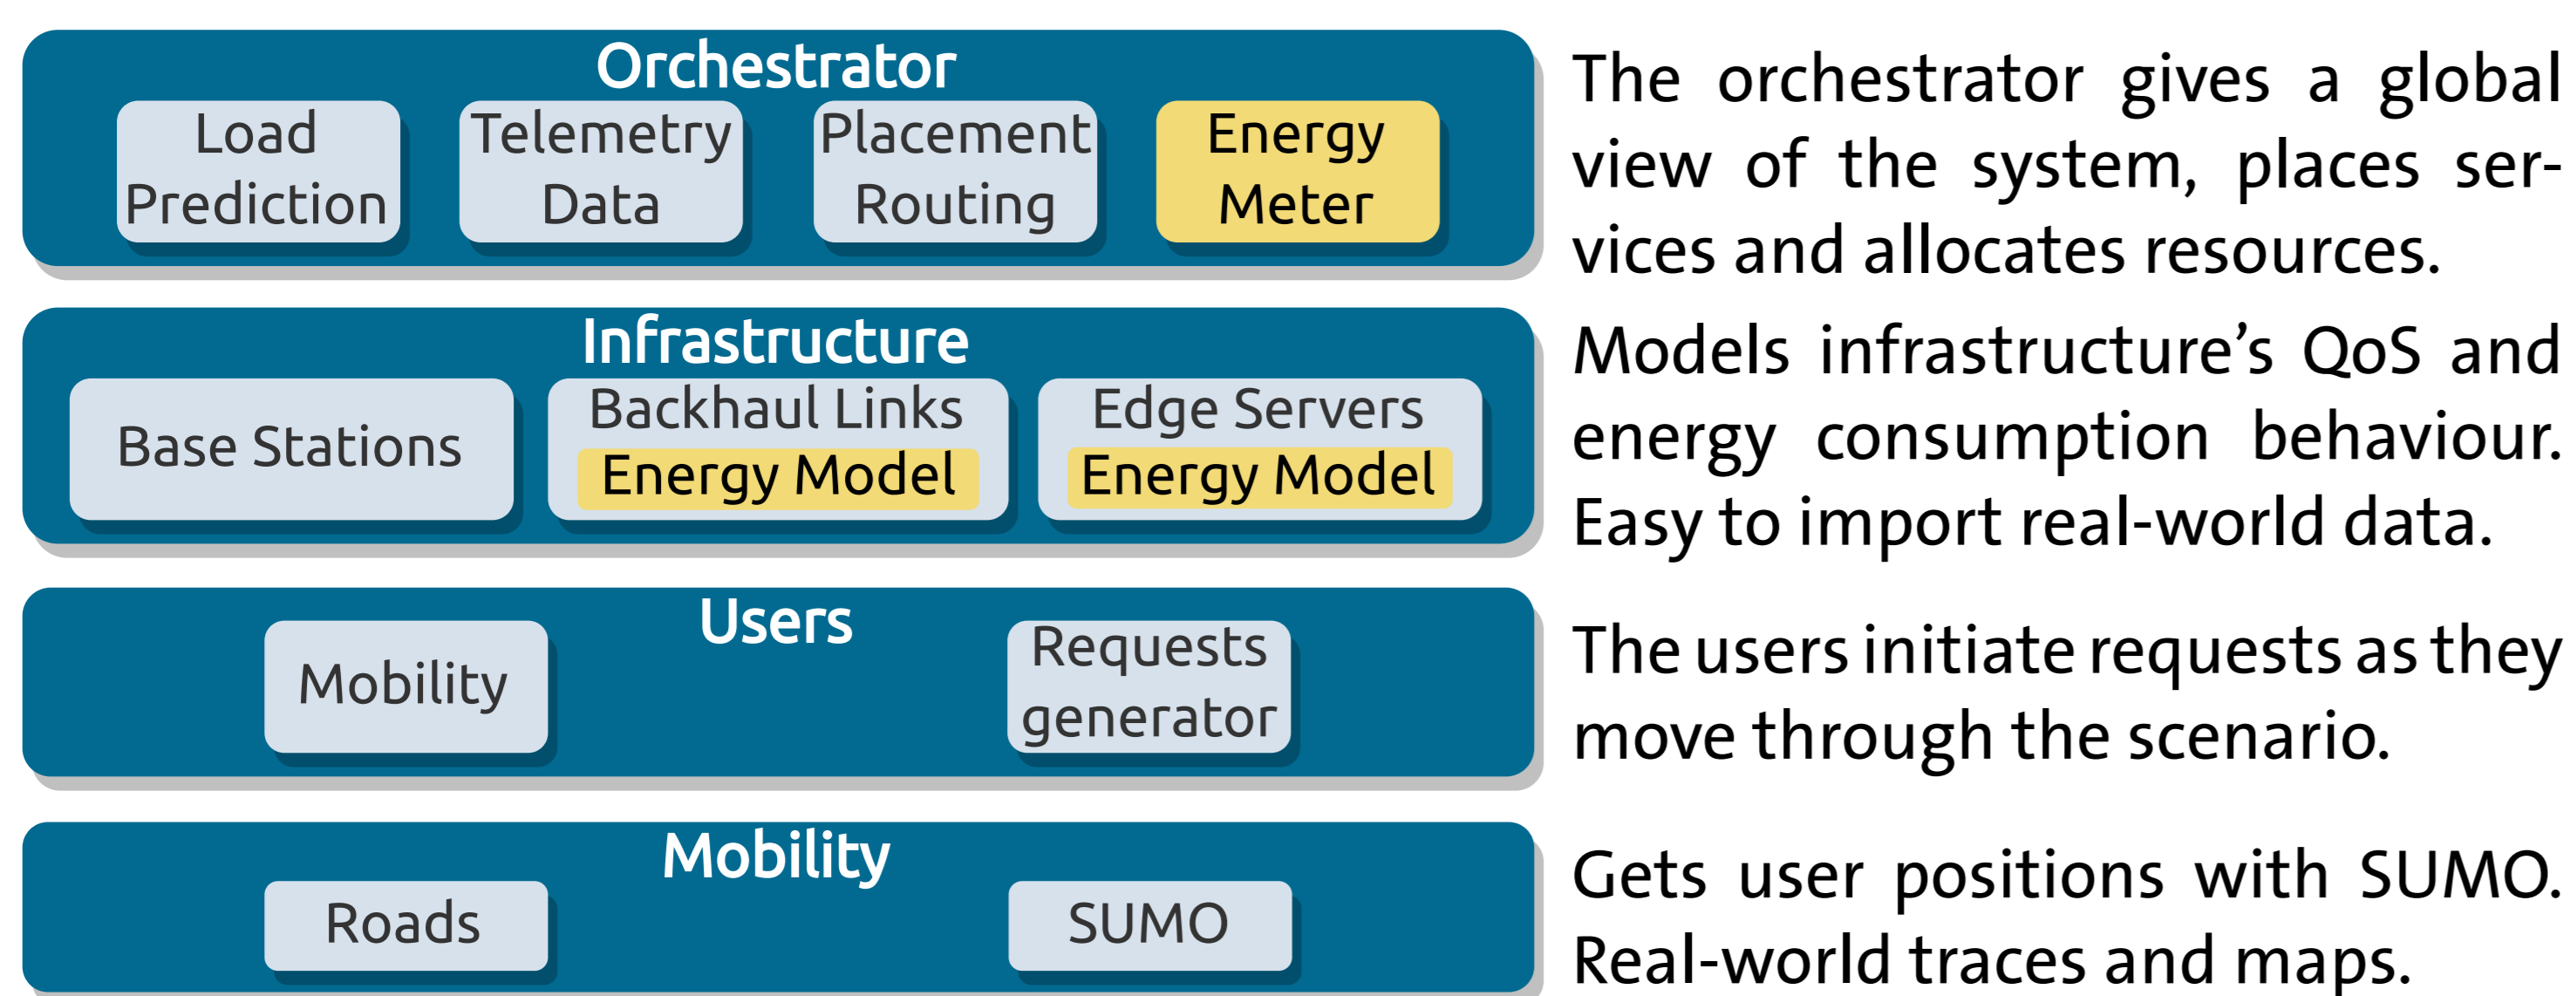 Orchestrator
Load
Prediction
Telemetry
Data
Placement
Routing
Energy
Meter
The orchestrator gives a global
view of the system, places ser-
vices and allocates resources.
Infrastructure
Base Stations
Backhaul Links
Energy Model
Edge Servers
Energy Model
Models infrastructure’s QoS and
energy consumption behaviour.
Easy to import real-world data.
Users
Mobility
Requests
generator
The users initiate requests as they
move through the scenario.
Mobility
Roads
SUMO
Gets user positions with SUMO.
Real-world traces and maps.